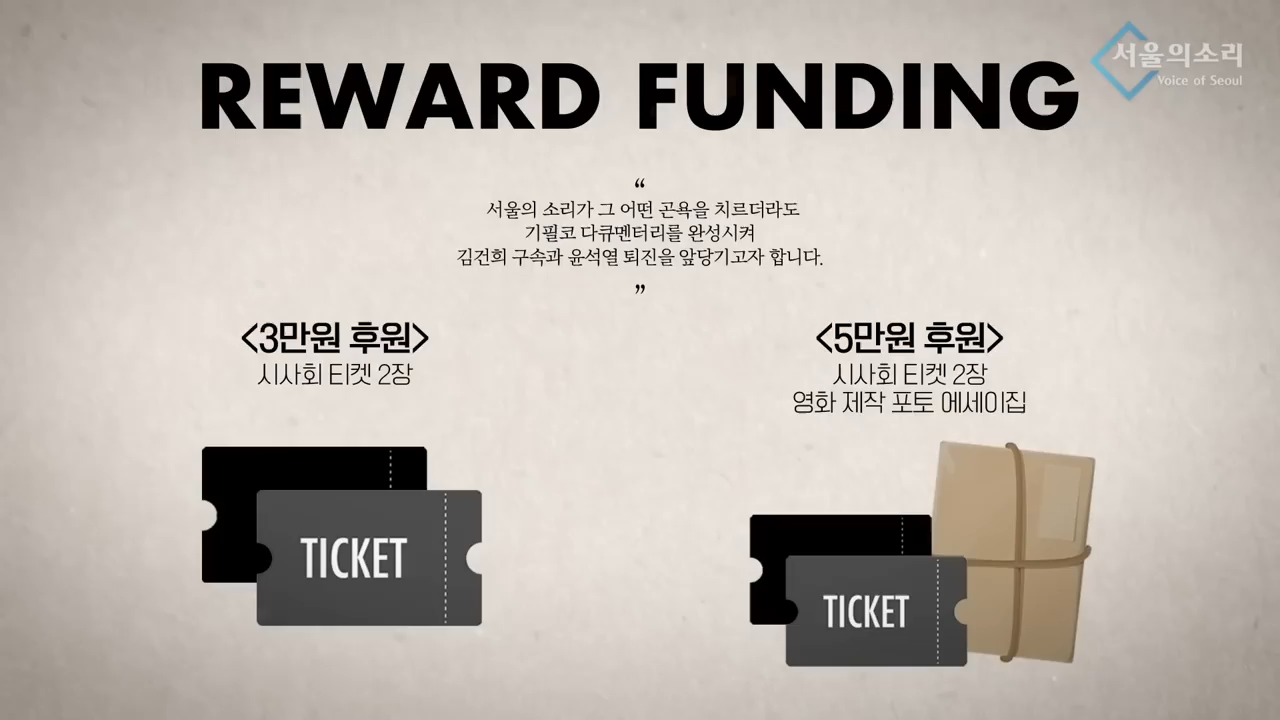 서울의소리
Voice of Seoul
REWARD FUNDING
“
서울의 소리가 그 어떤 곤욕을 치르더라도
기필코 다큐멘터리를 완성시켜
김건희 구속과 윤석열 퇴진을 앞당기고자 합니다.
”
<3만원 후원>
시사회 티켓 2장
<5만원 후원>
시사회 티켓 2장
영화 제작 포토 에세이집
TICKET
TICKET